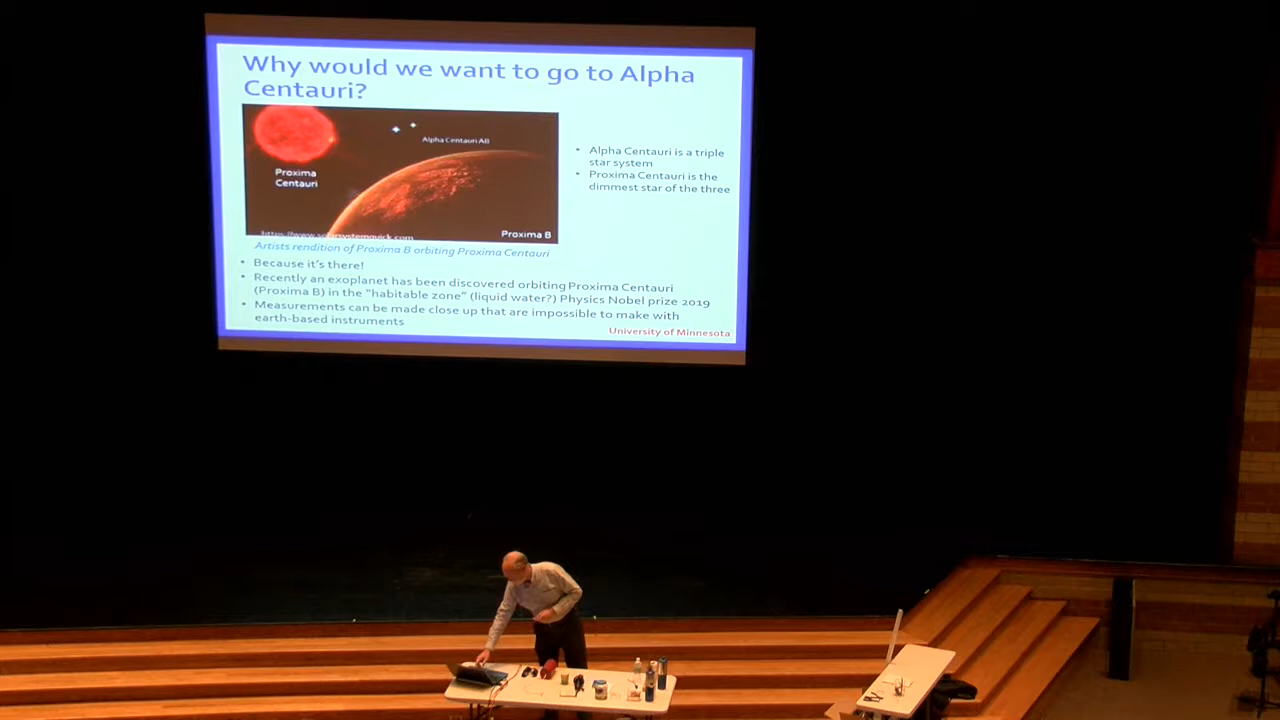 Why would we want to go to Alpha
Centauri?
Alpha Centauri AB
Proxima
Centauri
Proxima B
Artists rendition of Proxima B orbiting Proxima Centauri
• Alpha Centauri is a triple
star system
• Proxima Centauri is the
dimmest star of the three
• Because it's there!
• Recently an exoplanet has been discovered orbiting Proxima Centauri
(Proxima B) in the "habitable zone" (liquid water?) Physics Nobel prize 2019
• Measurements can be made close up that are impossible to make with
earth-based instruments
University of Minnesota